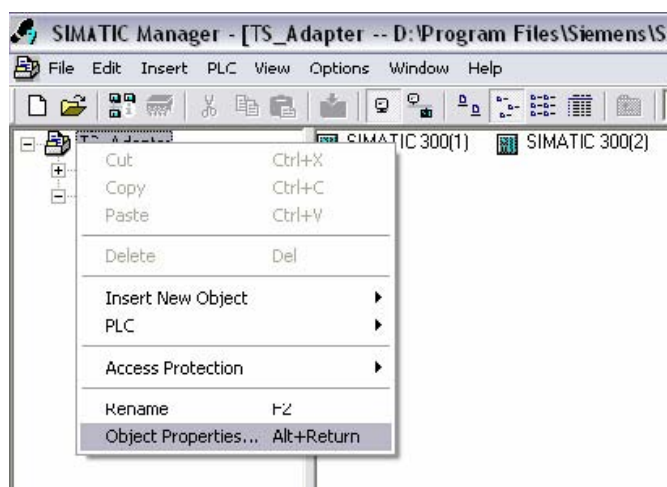 SIMATIC Manager - [TS_Adapter -- D:\Program Files\Siemens\S
File Edit Insert PLC View Options Window Help
TS_Adapter
SIMATIC 300(1) SIMATIC 300(2)
Cut Ctrl+X
Copy Ctrl+C
Paste Ctrl+V
Delete Del
Insert New Object
PLC
Access Protection
Rename F2
Object Properties... Alt+Return